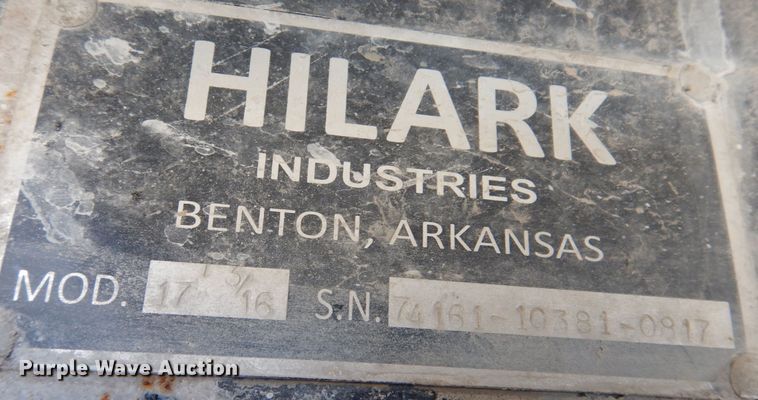 HILARK
INDUSTRIES
BENTON, ARKANSAS
MOD. 17' 3/16 S.N. 74161-10381-0817
Purple Wave Auction